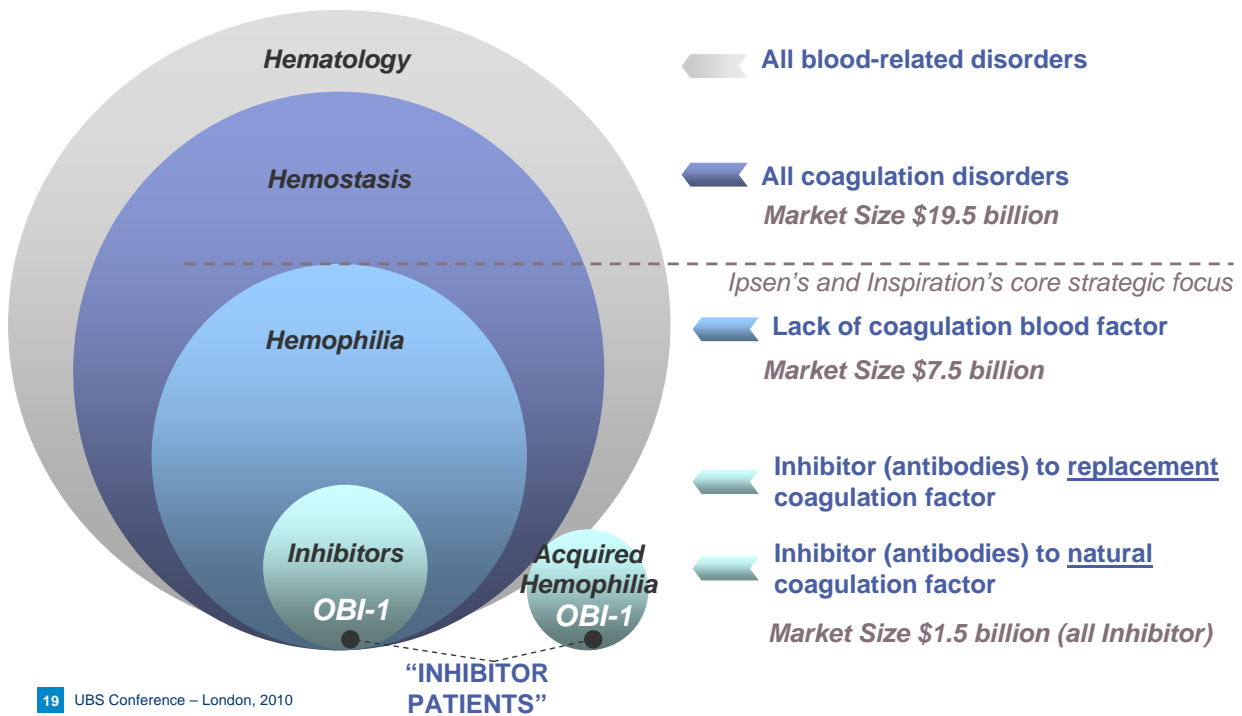 Hematology
All blood-related disorders
Hemostasis
All coagulation disorders
Market Size $19.5 billion
Ipsen’s and Inspiration’s core strategic focus
Hemophilia
Lack of coagulation blood factor
Market Size $7.5 billion
Inhibitor (antibodies) to replacement
coagulation factor
Inhibitors
OBI-1
Acquired
Hemophilia
OBI-1
Inhibitor (antibodies) to natural
coagulation factor
Market Size $1.5 billion (all Inhibitor)
“INHIBITOR
PATIENTS”
19 UBS Conference – London, 2010